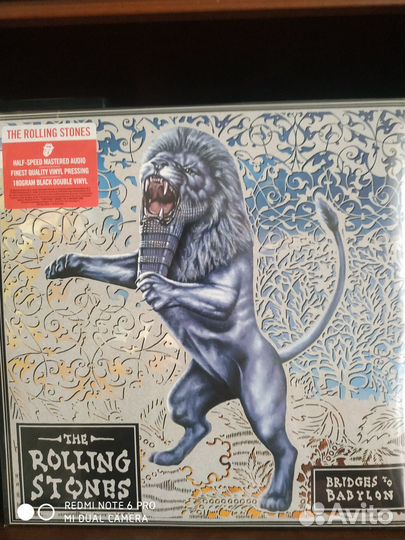 THE ROLLING STONES
HALF-SPEED MASTERED AUDIO
FINEST QUALITY VINYL PRESSING
180GRAM BLACK DOUBLE VINYL
THE
ROLLING
STONES
BRIDGES TO
BABYLON
REDMI NOTE 6 PRO
MI DUAL CAMERA
Avito